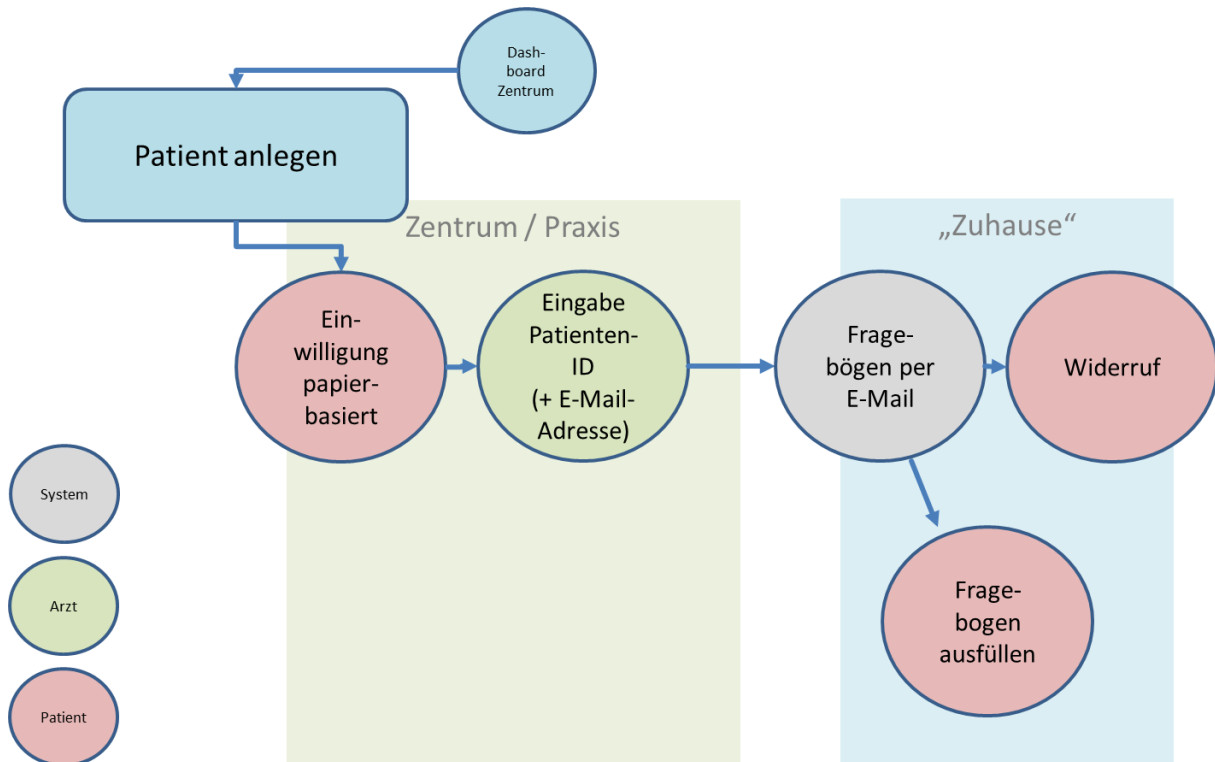 Dash-
board
Zentrum
Patient anlegen
Zentrum / Praxis
„Zuhause“
Ein-
willigung
papier-
basiert
Eingabe
Patienten-
ID
(+ E-Mail-
Adresse)
Frage-
bögen per
E-Mail
Widerruf
System
Arzt
Patient
Frage-
bogen
ausfüllen